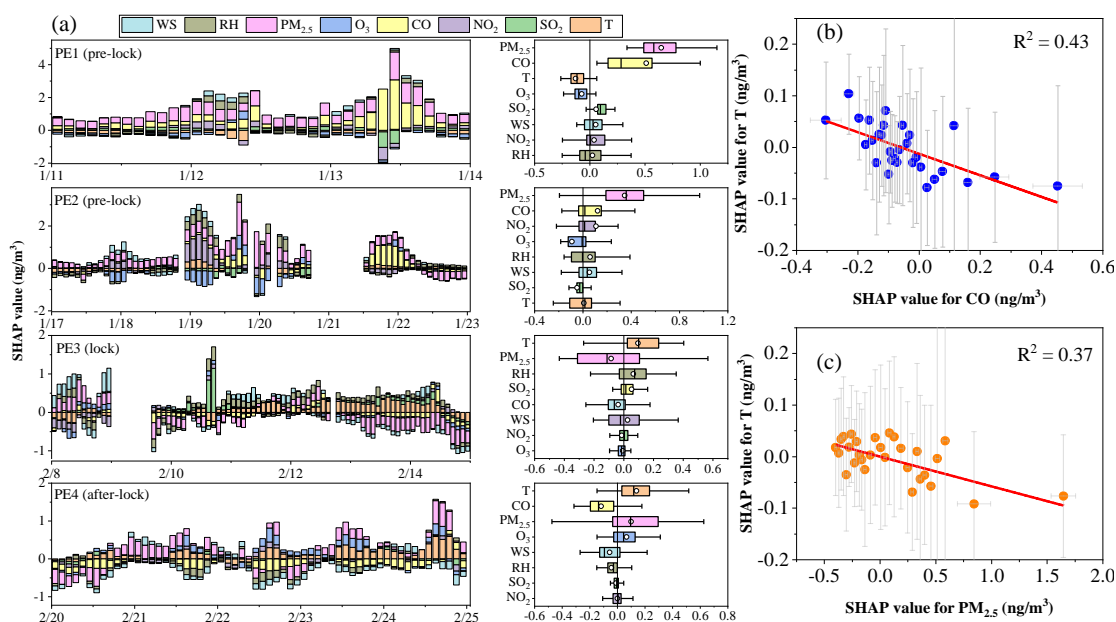 (a)
WS RH PM2.5 O3 CO NO2 SO2 T
SHAP value (ng/m³)
PE1 (pre-lock)
4
2
0
-2
1/11 1/12 1/13 1/14
PM2.5
CO
T
O3
SO2
WS
NO2
RH
-0.5 0.0 0.5 1.0
PE2 (pre-lock)
2
0
-2
1/17 1/18 1/19 1/20 1/21 1/22 1/23
PM2.5
CO
NO2
O3
RH
WS
SO2
T
-0.4 0.0 0.4 0.8 1.2
PE3 (lock)
1
0
-1
2/8 2/10 2/12 2/14
T
PM2.5
RH
SO2
CO
WS
NO2
O3
-0.6 -0.4 -0.2 0.0 0.2 0.4 0.6
PE4 (after-lock)
2
1
0
-1
2/20 2/21 2/22 2/23 2/24 2/25
T
CO
PM2.5
O3
WS
RH
SO2
NO2
-0.6 -0.4 -0.2 0.0 0.2 0.4 0.6 0.8
(b)
R² = 0.43
SHAP value for T (ng/m³)
0.2
0.1
0.0
-0.1
-0.2
-0.4 -0.2 0.0 0.2 0.4 0.6
SHAP value for CO (ng/m³)
(c)
R² = 0.37
SHAP value for T (ng/m³)
0.2
0.1
0.0
-0.1
-0.2
-0.5 0.0 0.5 1.0 1.5 2.0
SHAP value for PM2.5 (ng/m³)